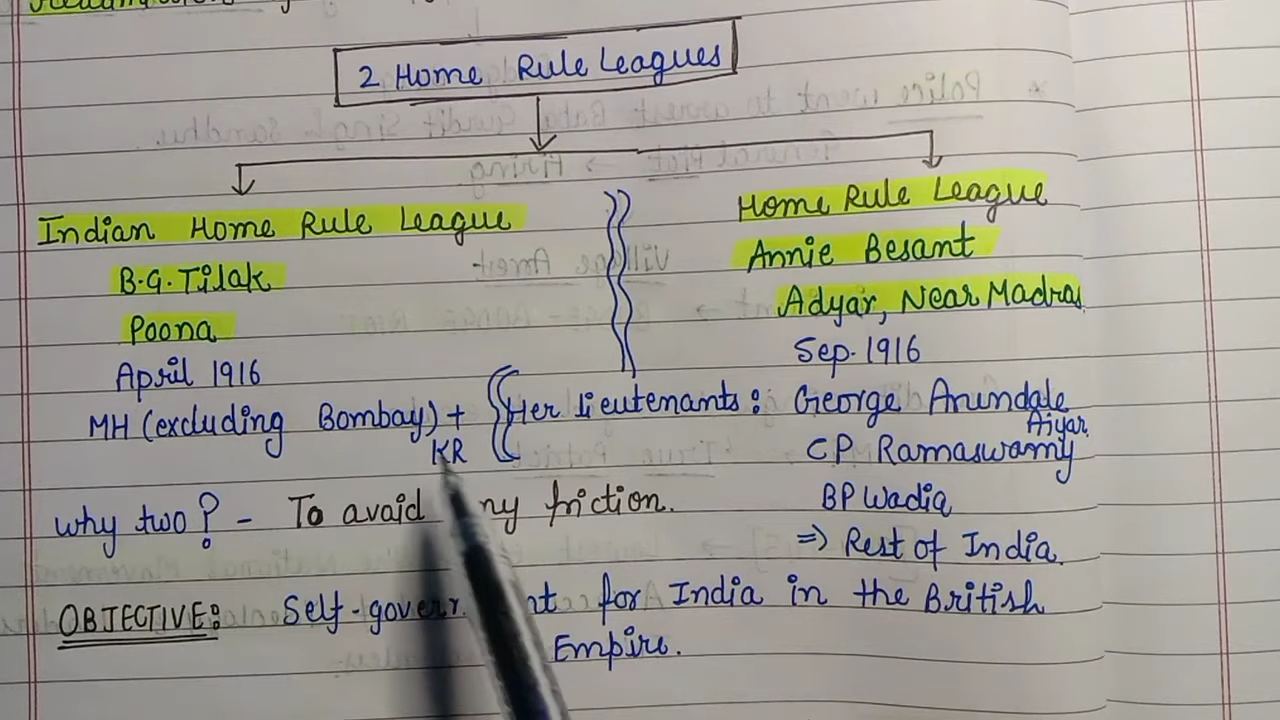 2 Home Rule Leagues
Indian Home Rule League
B.G. Tilak
Poona
April 1916
MH (excluding Bombay) +
KR
Home Rule League
Annie Besant
Adyar, Near Madras
Sep. 1916
Her lieutenants : George Arundale
Aiyar
CP Ramaswamy
BP Wadia
=> Rest of India.
Why two? - To avoid ny friction.
OBJECTIVE: Self-gover nt for India in the British
Empire.